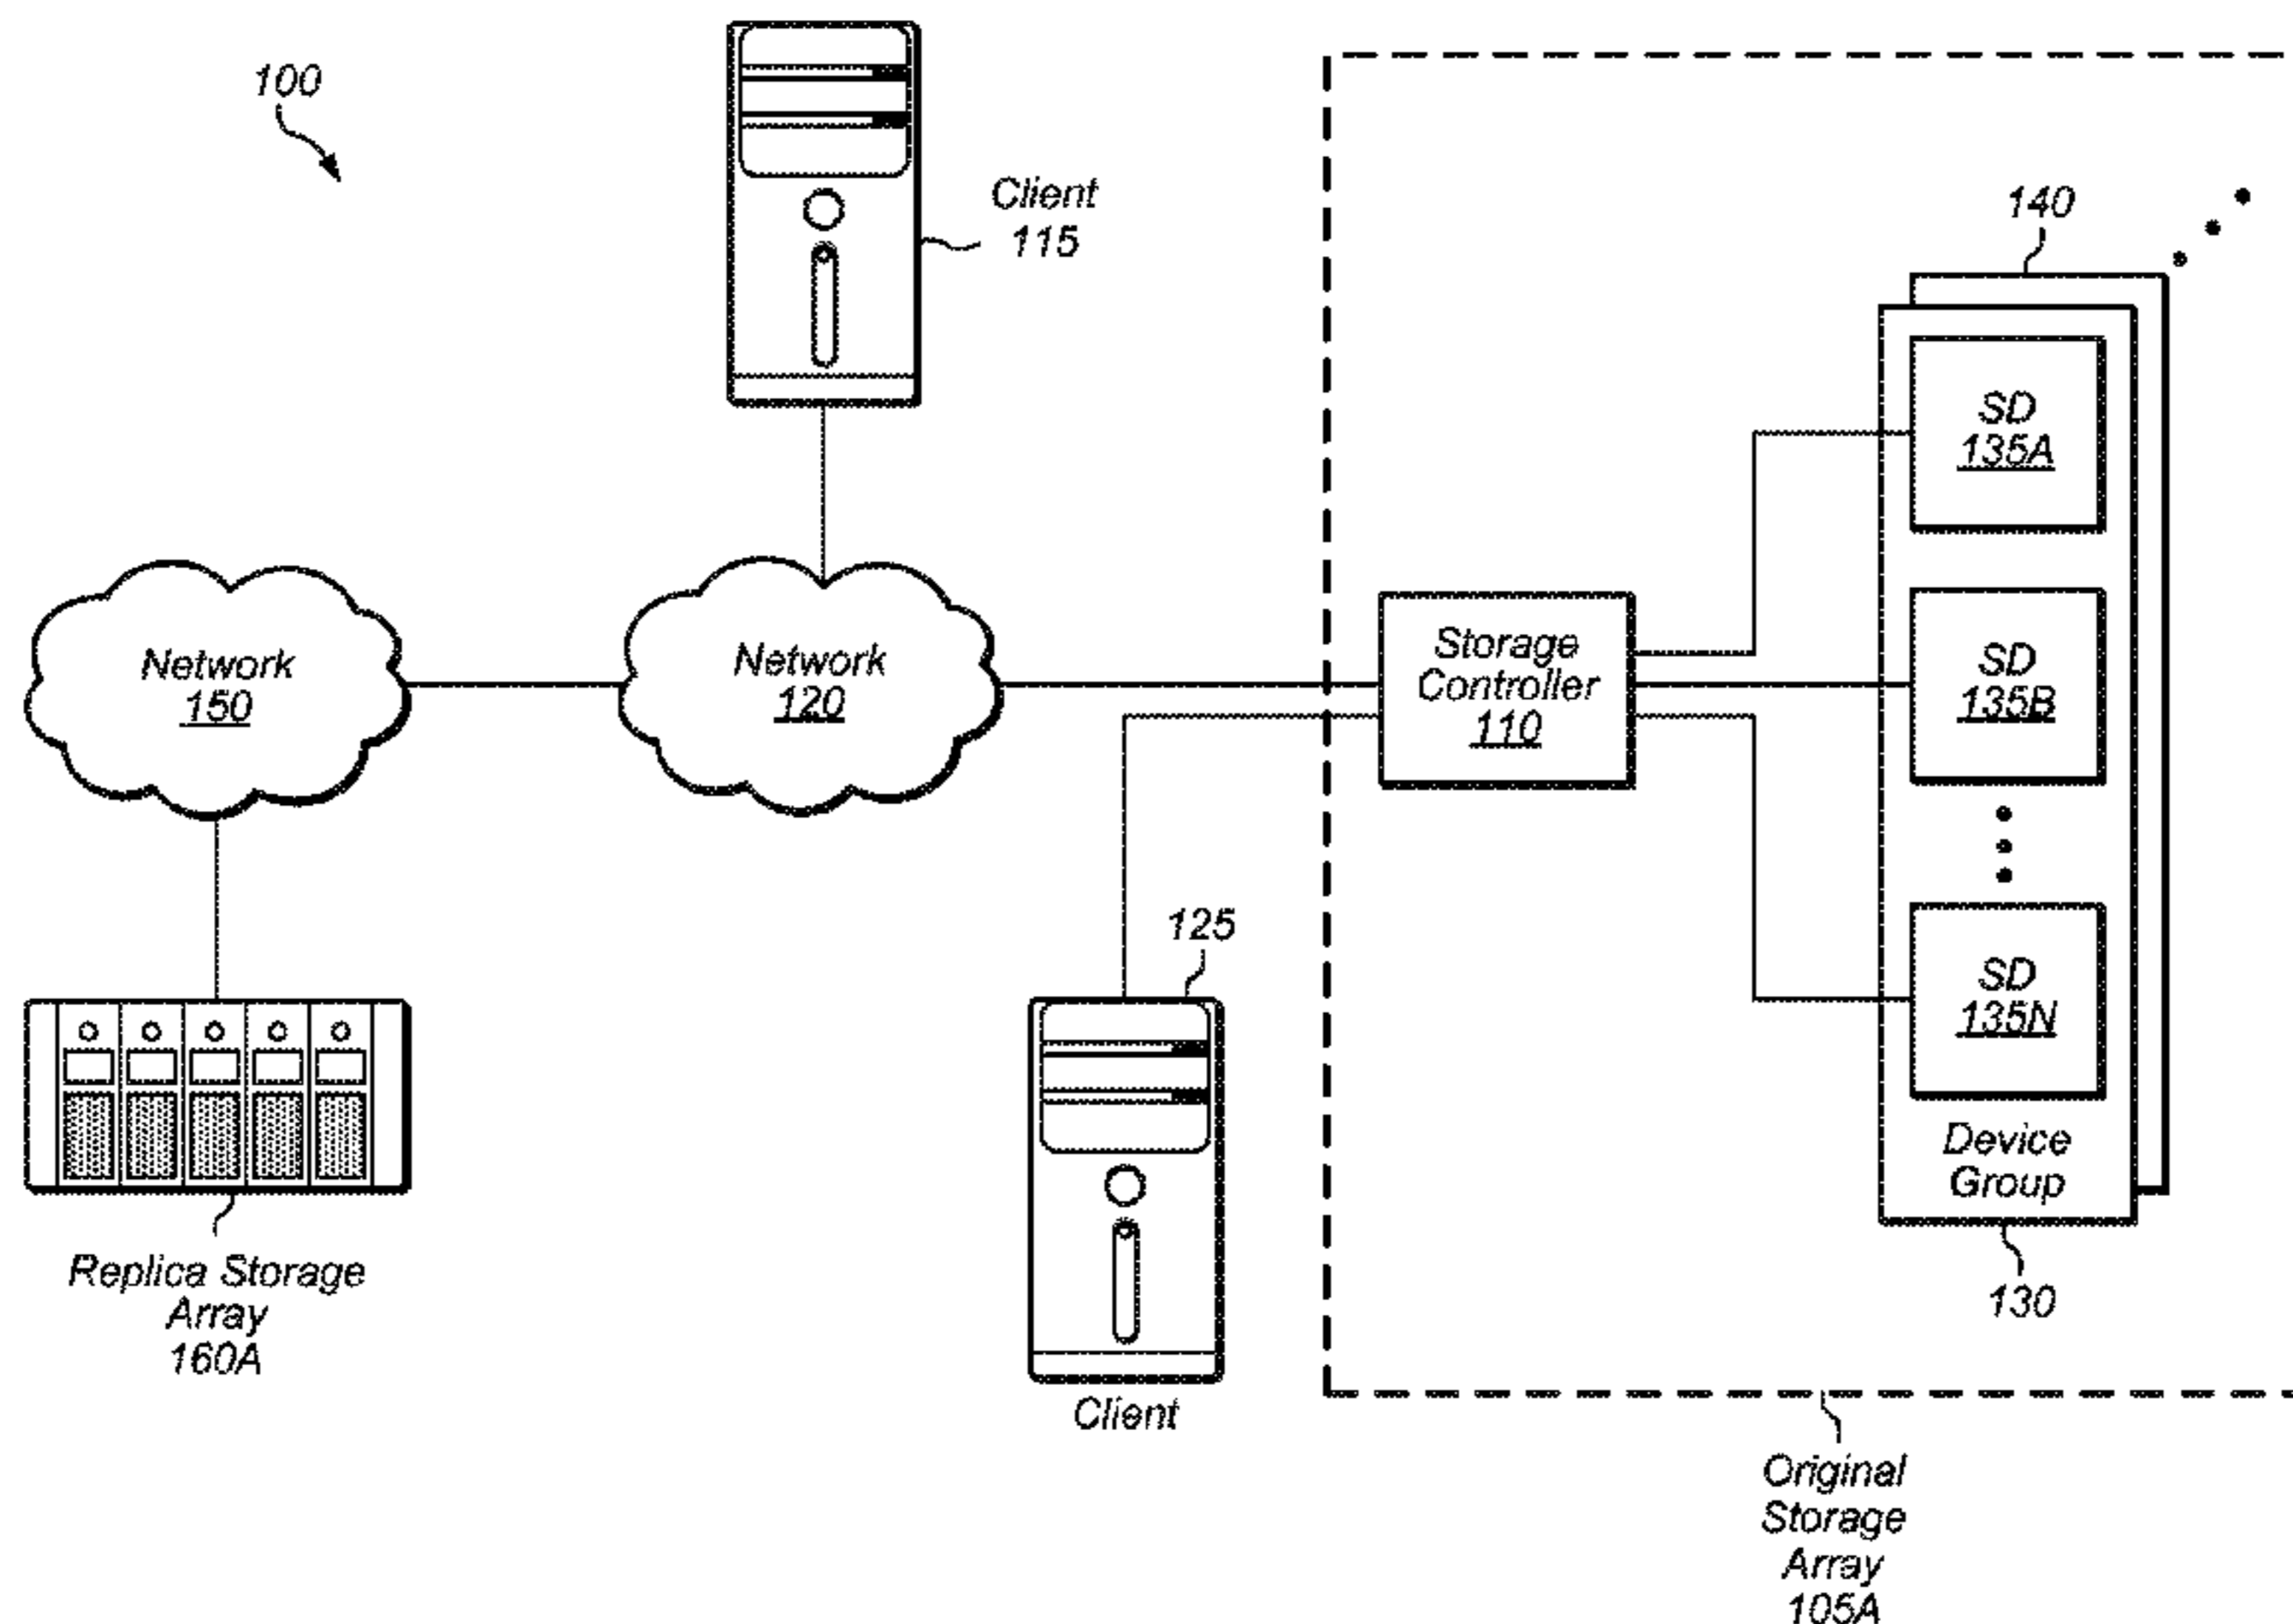 100
Client
115
140
SD
135A
Network
150
Network
120
Storage
Controller
110
SD
135B
125
SD
135N
Device
Group
130
Replica Storage
Array
160A
Client
Original
Storage
Array
105A